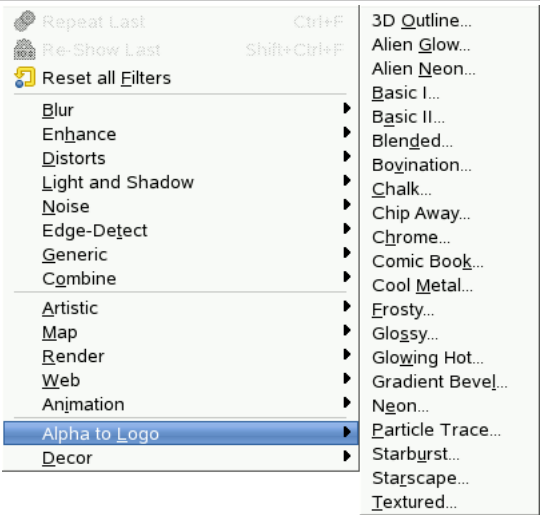 Repeat Last Ctrl+F
Re-Show Last Shift+Ctrl+F
Reset all Filters
Blur
Enhance
Distorts
Light and Shadow
Noise
Edge-Detect
Generic
Combine
Artistic
Map
Render
Web
Animation
Alpha to Logo
Decor
3D Outline...
Alien Glow...
Alien Neon...
Basic I...
Basic II...
Blended...
Bovination...
Chalk...
Chip Away...
Chrome...
Comic Book...
Cool Metal...
Frosty...
Glossy...
Glowing Hot...
Gradient Bevel...
Neon...
Particle Trace...
Starburst...
Starscape...
Textured...